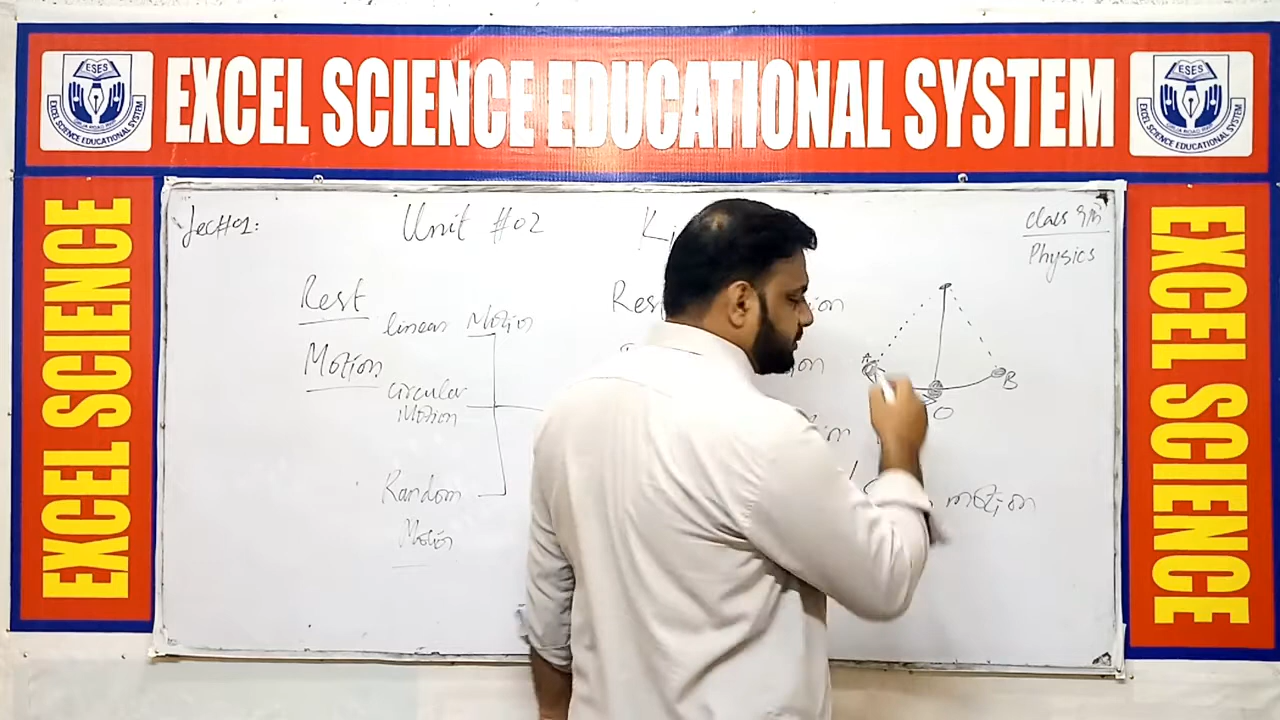 EXCEL SCIENCE EDUCATIONAL SYSTEM
ESES
EXCEL SCIENCE EDUCATIONAL SYSTEM
ESES
EXCEL SCIENCE EDUCATIONAL SYSTEM
EXCEL SCIENCE
EXCEL SCIENCE
Lec#01:
Unit #02
Class 9th
Physics
Rest
linear Motion
Motion
circular
Motion
Random
Motion
Rest
A
B
O
motion